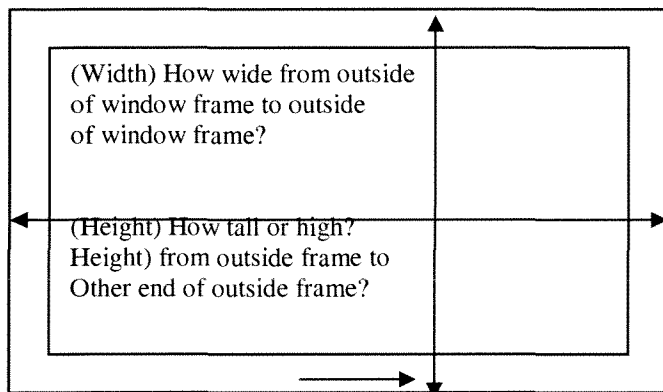 (Width) How wide from outside
of window frame to outside
of window frame?
(Height) How tall or high?
Height) from outside frame to
Other end of outside frame?